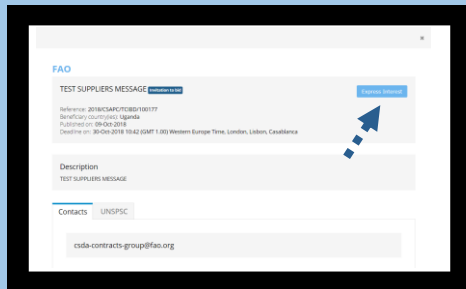 FAO
TEST SUPPLIERS MESSAGE Invitation to bid
Express Interest
Reference: 2018/CSAPC/TCIBD/100177
Beneficiary country(ies): Uganda
Published on: 09-Oct-2018
Deadline on: 30-Oct-2018 10:42 (GMT 1.00) Western Europe Time, London, Lisbon, Casablanca
Description
TEST SUPPLIERS MESSAGE
Contacts UNSPSC
csda-contracts-group@fao.org